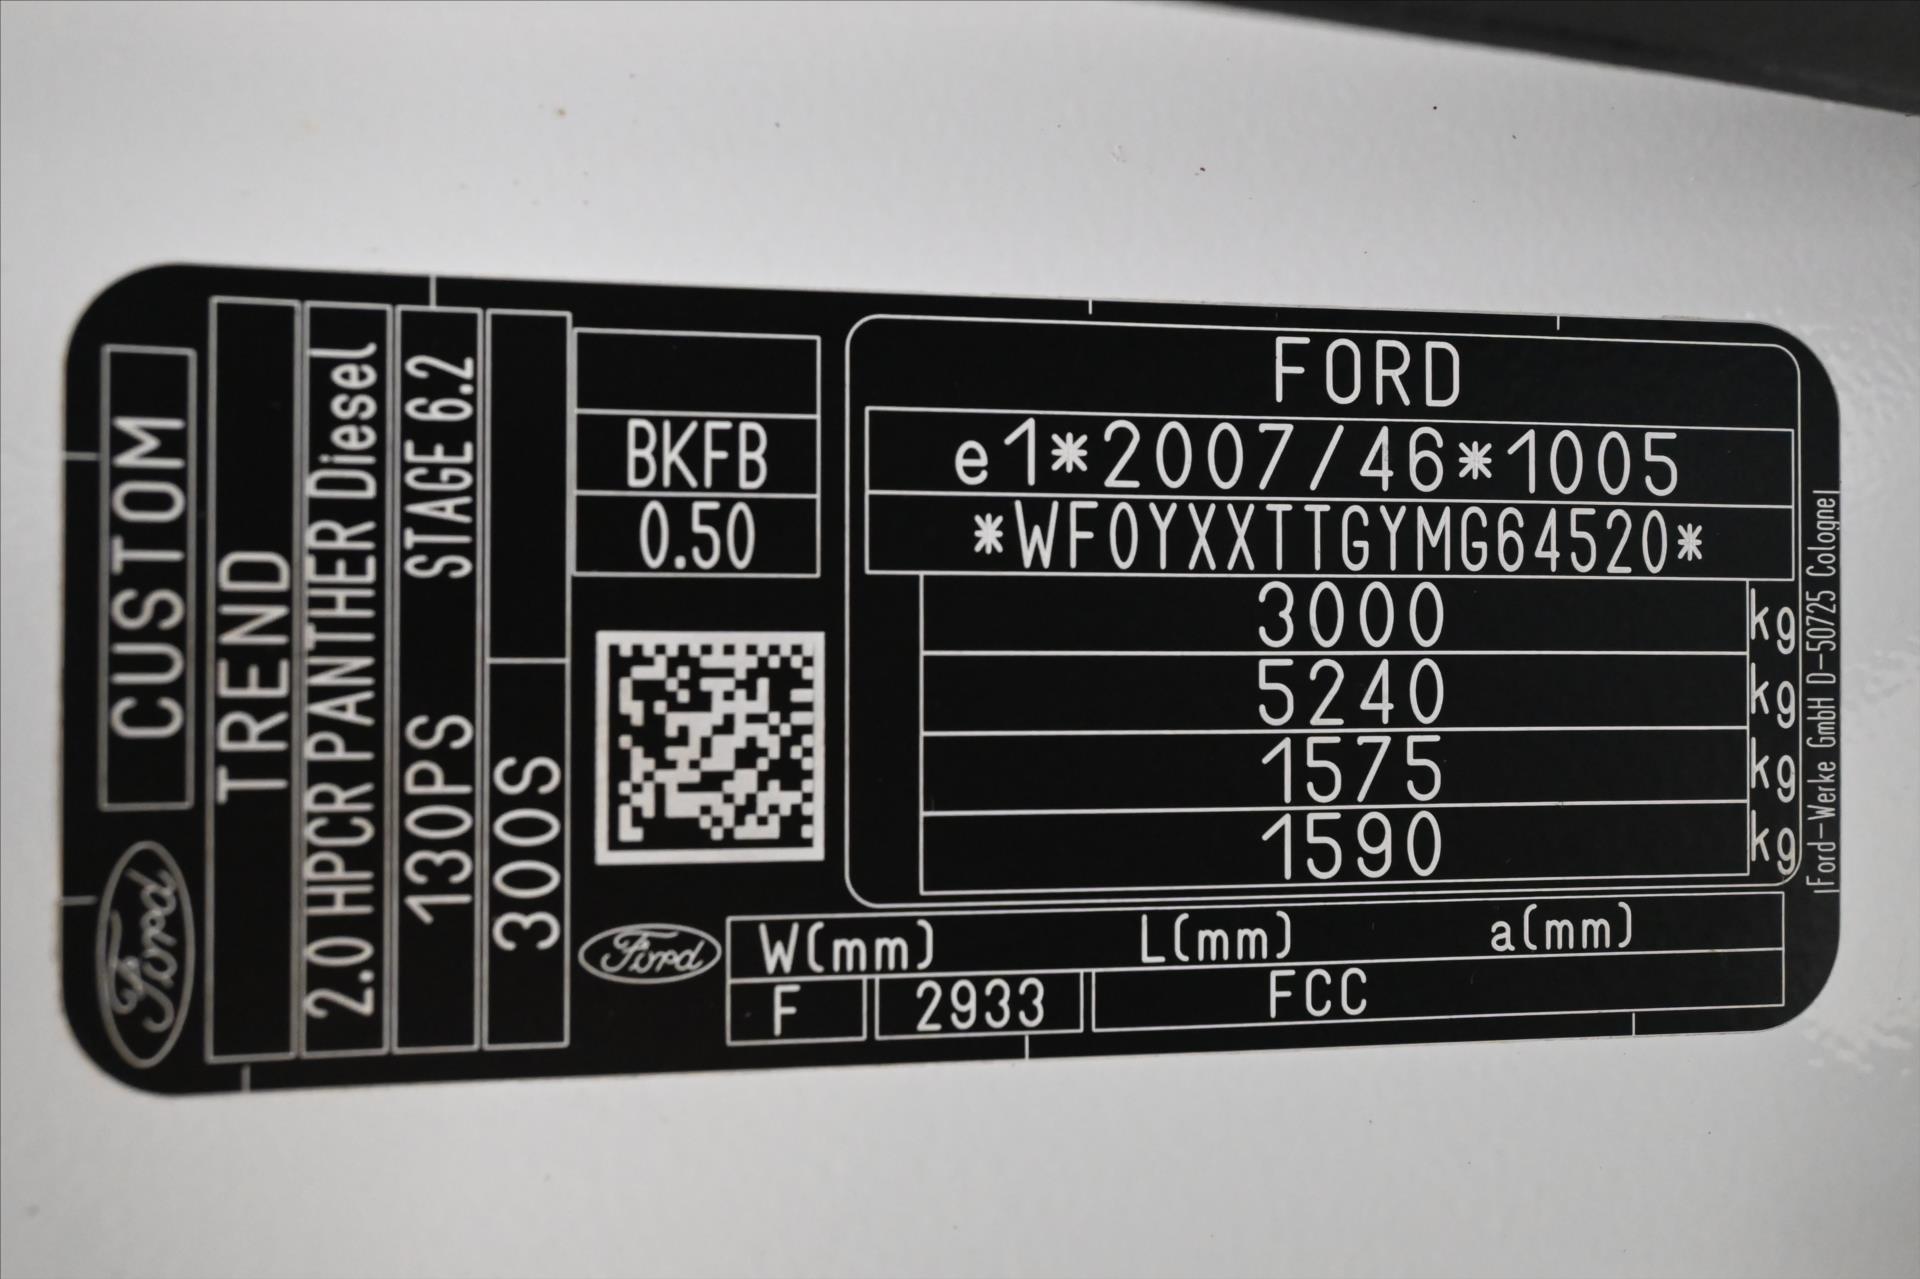 Ford
CUSTOM
TREND
2.0 HPCR PANTHER Diesel
130PS STAGE 6.2
300S
BKFB
0.50
Ford
FORD
e1*2007/46*1005
*WF0YXXTTGYMG64520*
3000 kg
5240 kg
1575 kg
1590 kg
W(mm) L(mm) a(mm)
F 2933 FCC
Ford-Werke GmbH D-50725 Cologne